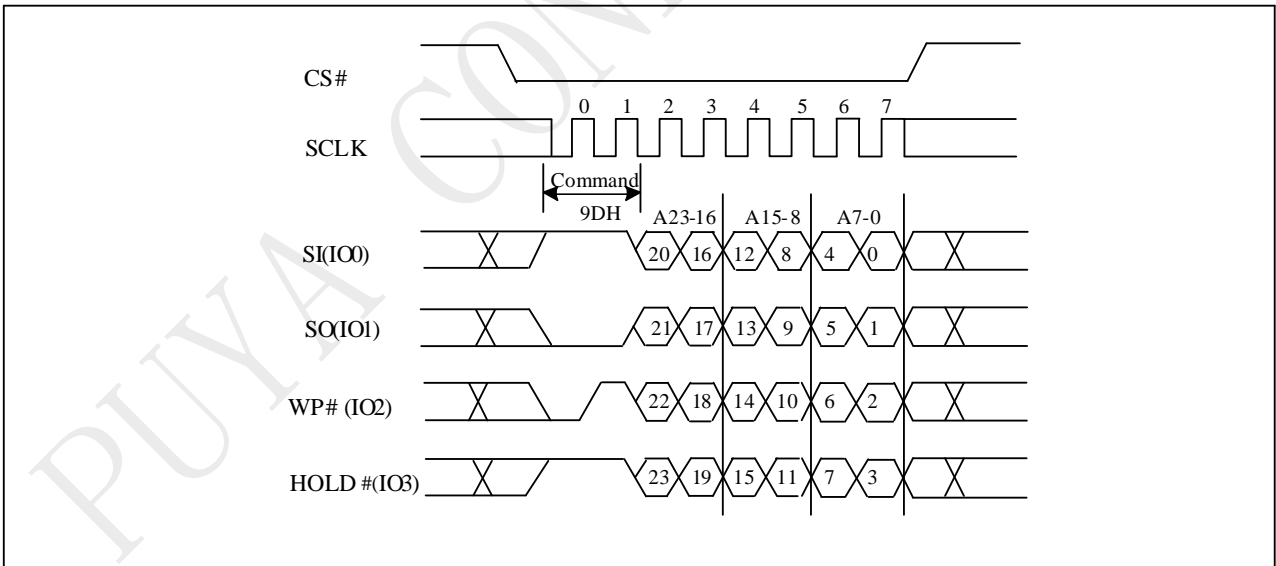 PUYA CON
CS#
0 1 2 3 4 5 6 7
SCLK
Command
9DH
A23-16 A15-8 A7-0
SI(IO0) 20 16 12 8 4 0
SO(IO1) 21 17 13 9 5 1
WP# (IO2) 22 18 14 10 6 2
HOLD #(IO3) 23 19 15 11 7 3